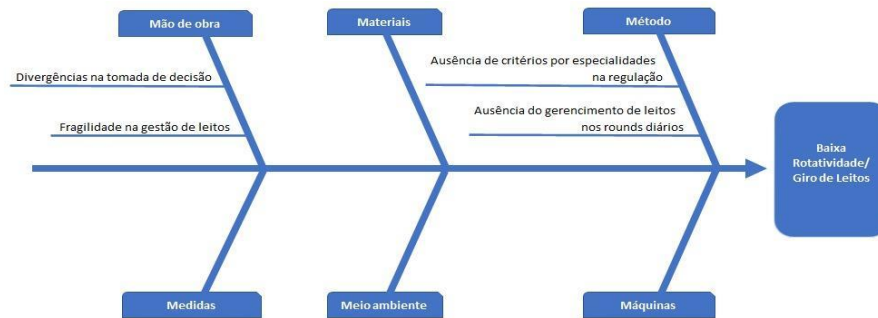 Mão de obra
Materiais
Método
Divergências na tomada de decisão
Fragilidade na gestão de leitos
Ausência de critérios por especialidades
na regulação
Ausência do gerencimento de leitos
nos rounds diários
Baixa
Rotatividade/
Giro de Leitos
Medidas
Meio ambiente
Máquinas